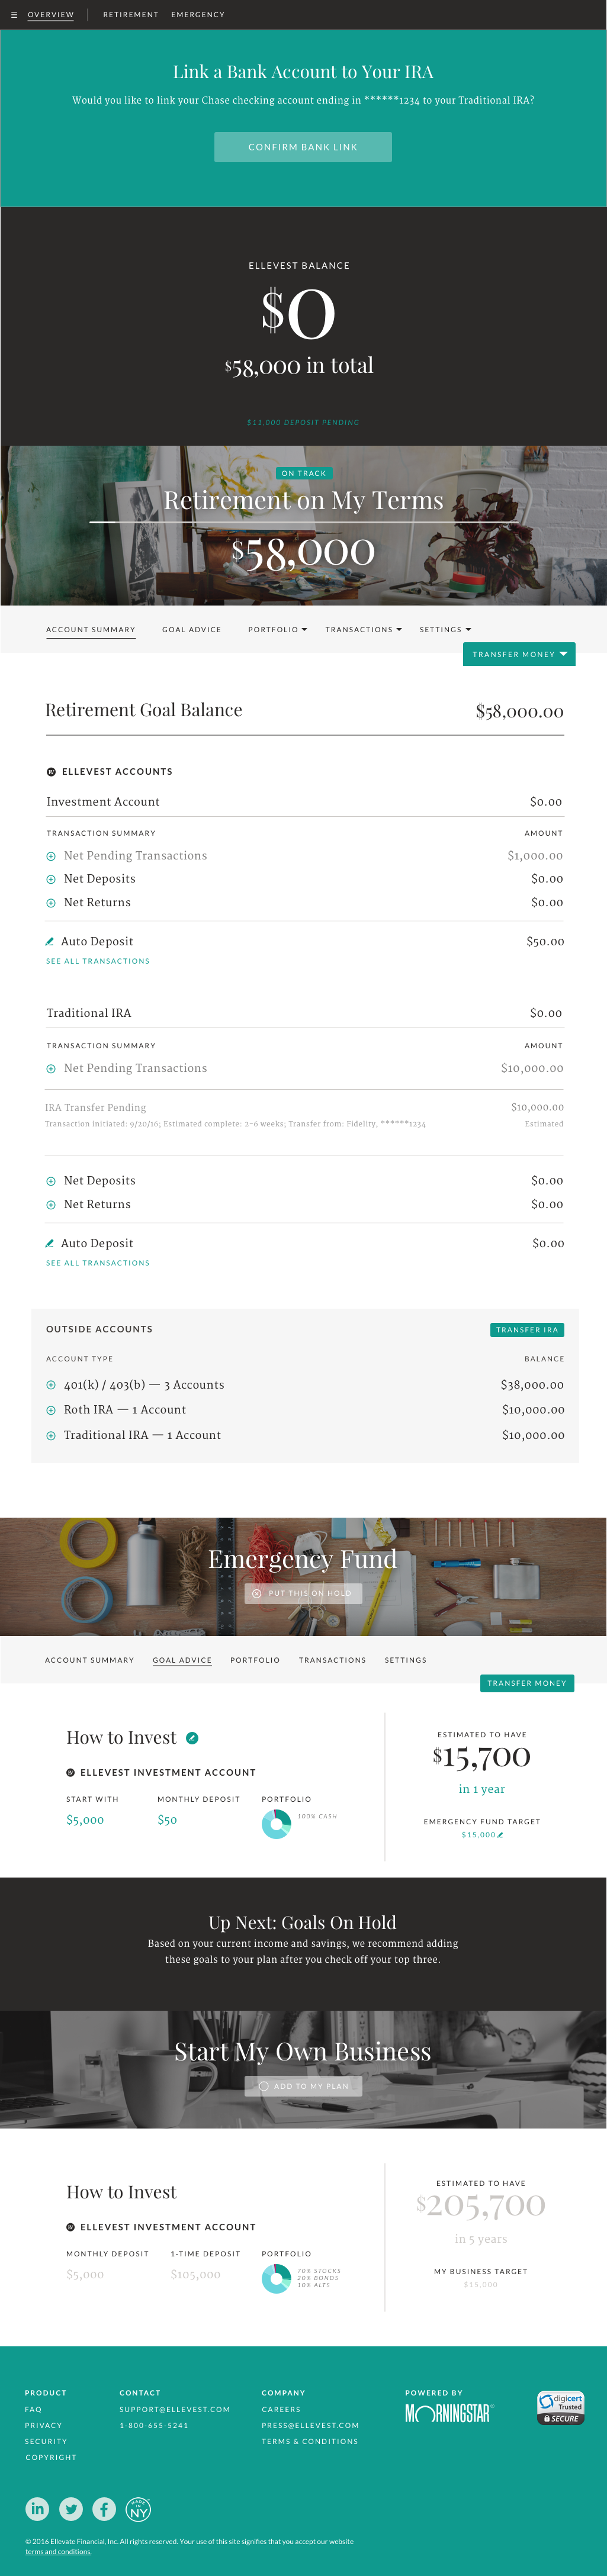 OVERVIEW
RETIREMENT
EMERGENCY
Link a Bank Account to Your IRA
Would you like to link your Chase checking account ending in ******1234 to your Traditional IRA?
CONFIRM BANK LINK
ELLEVEST BALANCE
$0
$58,000 in total
$11,000 DEPOSIT PENDING
ON TRACK
Retirement on My Terms
$58,000
ACCOUNT SUMMARY
GOAL ADVICE
PORTFOLIO
TRANSACTIONS
SETTINGS
TRANSFER MONEY
Retirement Goal Balance
$58,000.00
ELLEVEST ACCOUNTS
Investment Account
$0.00
TRANSACTION SUMMARY
AMOUNT
Net Pending Transactions
$1,000.00
Net Deposits
$0.00
Net Returns
$0.00
Auto Deposit
$50.00
SEE ALL TRANSACTIONS
Traditional IRA
$0.00
TRANSACTION SUMMARY
AMOUNT
Net Pending Transactions
$10,000.00
IRA Transfer Pending
$10,000.00
Transaction initiated: 9/20/16; Estimated complete: 2-6 weeks; Transfer from: Fidelity, ******1234
Estimated
Net Deposits
$0.00
Net Returns
$0.00
Auto Deposit
$0.00
SEE ALL TRANSACTIONS
OUTSIDE ACCOUNTS
TRANSFER IRA
ACCOUNT TYPE
BALANCE
401(k) / 403(b) — 3 Accounts
$38,000.00
Roth IRA — 1 Account
$10,000.00
Traditional IRA — 1 Account
$10,000.00
Emergency Fund
PUT THIS ON HOLD
ACCOUNT SUMMARY
GOAL ADVICE
PORTFOLIO
TRANSACTIONS
SETTINGS
TRANSFER MONEY
How to Invest
ELLEVEST INVESTMENT ACCOUNT
START WITH
MONTHLY DEPOSIT
PORTFOLIO
$5,000
$50
100% CASH
ESTIMATED TO HAVE
$15,700
in 1 year
EMERGENCY FUND TARGET
$15,000
Up Next: Goals On Hold
Based on your current income and savings, we recommend adding
these goals to your plan after you check off your top three.
Start My Own Business
ADD TO MY PLAN
How to Invest
ELLEVEST INVESTMENT ACCOUNT
MONTHLY DEPOSIT
1-TIME DEPOSIT
PORTFOLIO
$5,000
$105,000
70% STOCKS
20% BONDS
10% ALTS
ESTIMATED TO HAVE
$205,700
in 5 years
MY BUSINESS TARGET
$15,000
PRODUCT
FAQ
PRIVACY
SECURITY
COPYRIGHT
CONTACT
SUPPORT@ELLEVEST.COM
1-800-655-5241
COMPANY
CAREERS
PRESS@ELLEVEST.COM
TERMS & CONDITIONS
POWERED BY
MORNINGSTAR®
digicert
Trusted
SECURE
in
f
MADE
IN
NY
© 2016 Ellevate Financial, Inc. All rights reserved. Your use of this site signifies that you accept our website
terms and conditions.